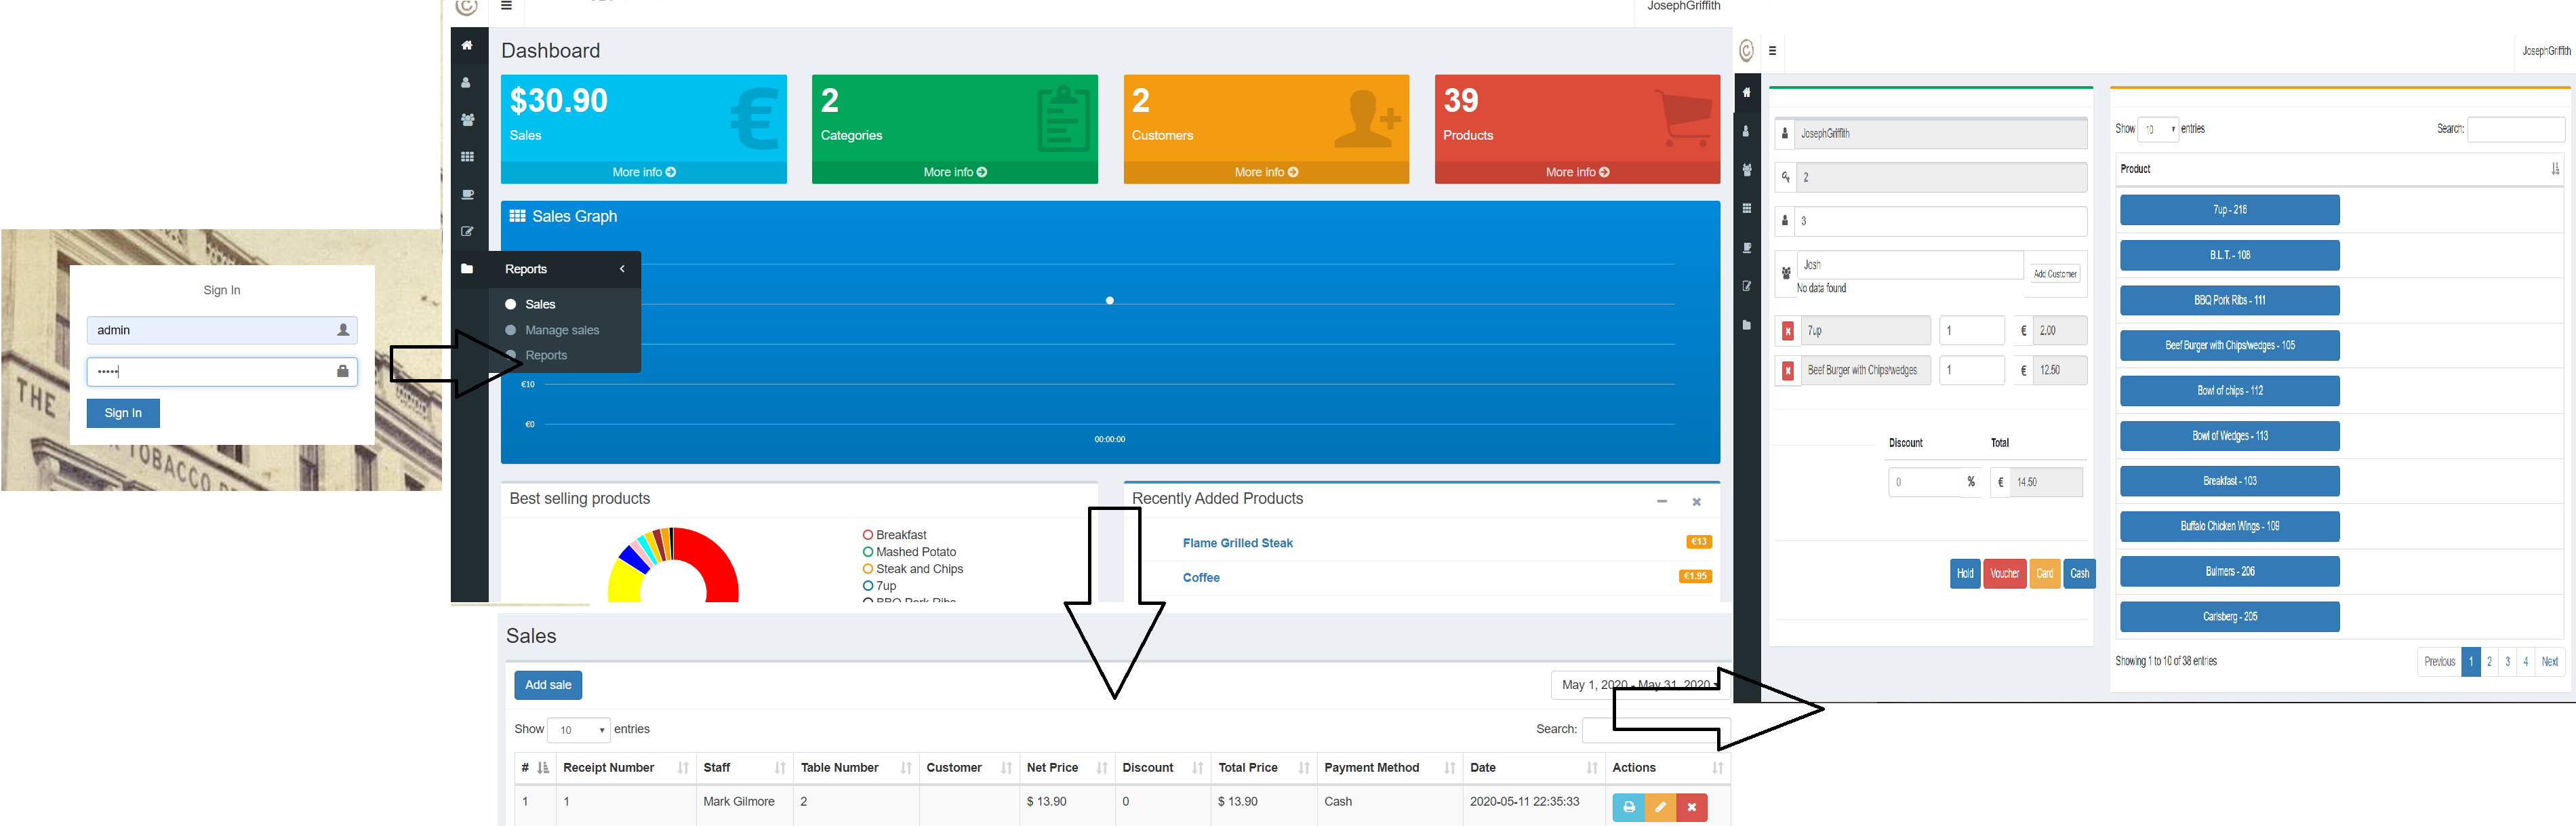 Sign In
admin
•••••
Sign In
THE
TOBACCO
JosephGriffith
Dashboard
$30.90
Sales
More info
2
Categories
More info
2
Customers
More info
39
Products
More info
Sales Graph
Reports
Sales
Manage sales
Reports
€10
€0
00:00:00
Best selling products
Breakfast
Mashed Potato
Steak and Chips
7up
BBQ Pork Ribs
Recently Added Products
Flame Grilled Steak €13
Coffee €1.95
Sales
Add sale
May 1, 2020 - May 31, 2020
Show 10 entries
Search:
# Receipt Number Staff Table Number Customer Net Price Discount Total Price Payment Method Date Actions
1 1 Mark Gilmore 2 $ 13.90 0 $ 13.90 Cash 2020-05-11 22:35:33
JosephGriffith
JosephGriffith
2
3
Josh
Add Customer
No data found
7up 1 € 2.00
Beef Burger with Chips/wedges 1 € 12.50
Discount Total
0 % € 14.50
Hold Voucher Card Cash
Show 10 entries
Search:
Product
7up - 216
B.L.T. - 108
BBQ Pork Ribs - 111
Beef Burger with Chips/wedges - 105
Bowl of chips - 112
Bowl of Wedges - 113
Breakfast - 103
Buffalo Chicken Wings - 109
Bulmers - 206
Carlsberg - 205
Showing 1 to 10 of 38 entries
Previous 1 2 3 4 Next